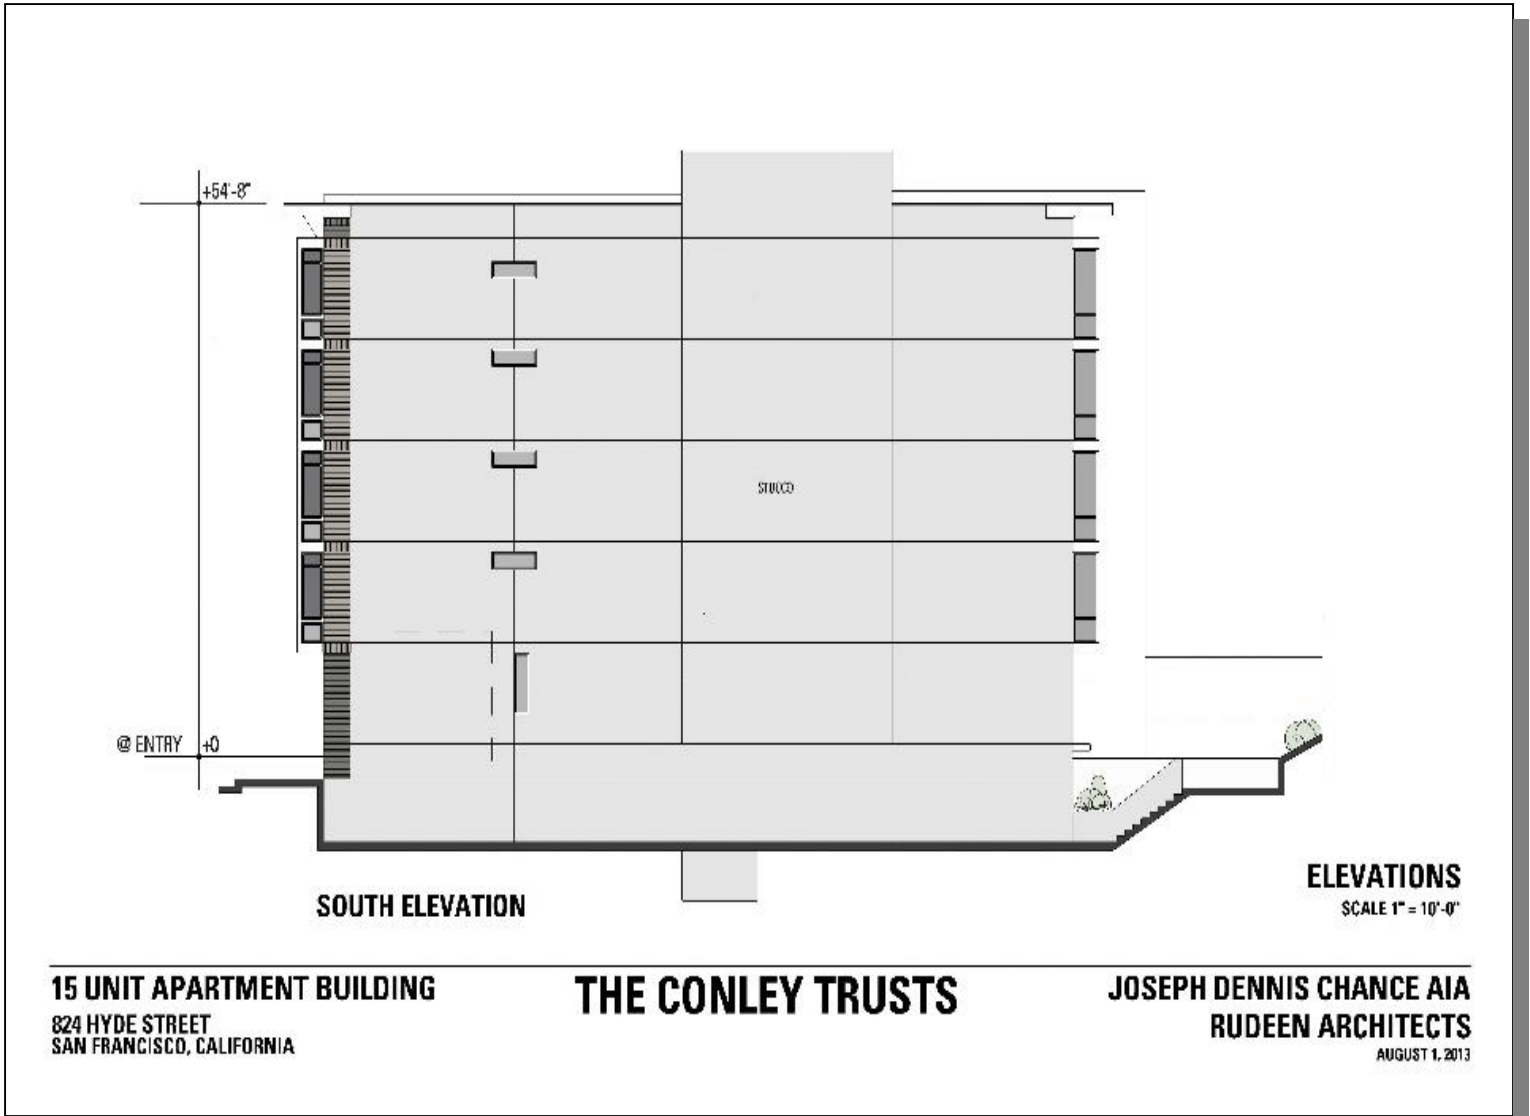 +54'-8"
STUCCO
@ ENTRY +0
SOUTH ELEVATION
ELEVATIONS
SCALE 1" = 10'-0"
15 UNIT APARTMENT BUILDING
824 HYDE STREET
SAN FRANCISCO, CALIFORNIA
THE CONLEY TRUSTS
JOSEPH DENNIS CHANCE AIA
RUDEEN ARCHITECTS
AUGUST 1, 2013